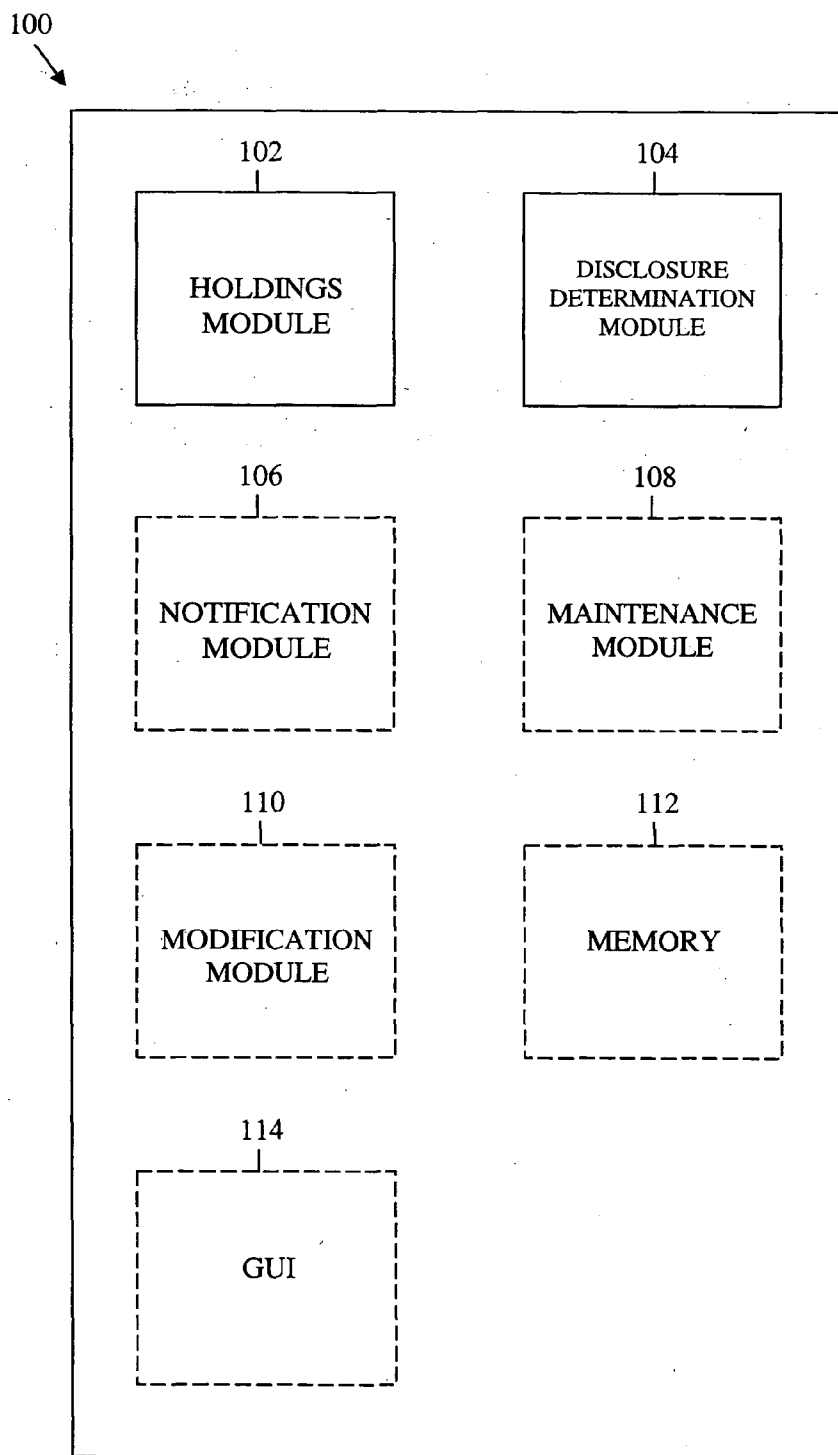 100
102
104
HOLDINGS
MODULE
DISCLOSURE
DETERMINATION
MODULE
106
108
NOTIFICATION
MODULE
MAINTENANCE
MODULE
110
112
MODIFICATION
MODULE
MEMORY
114
GUI